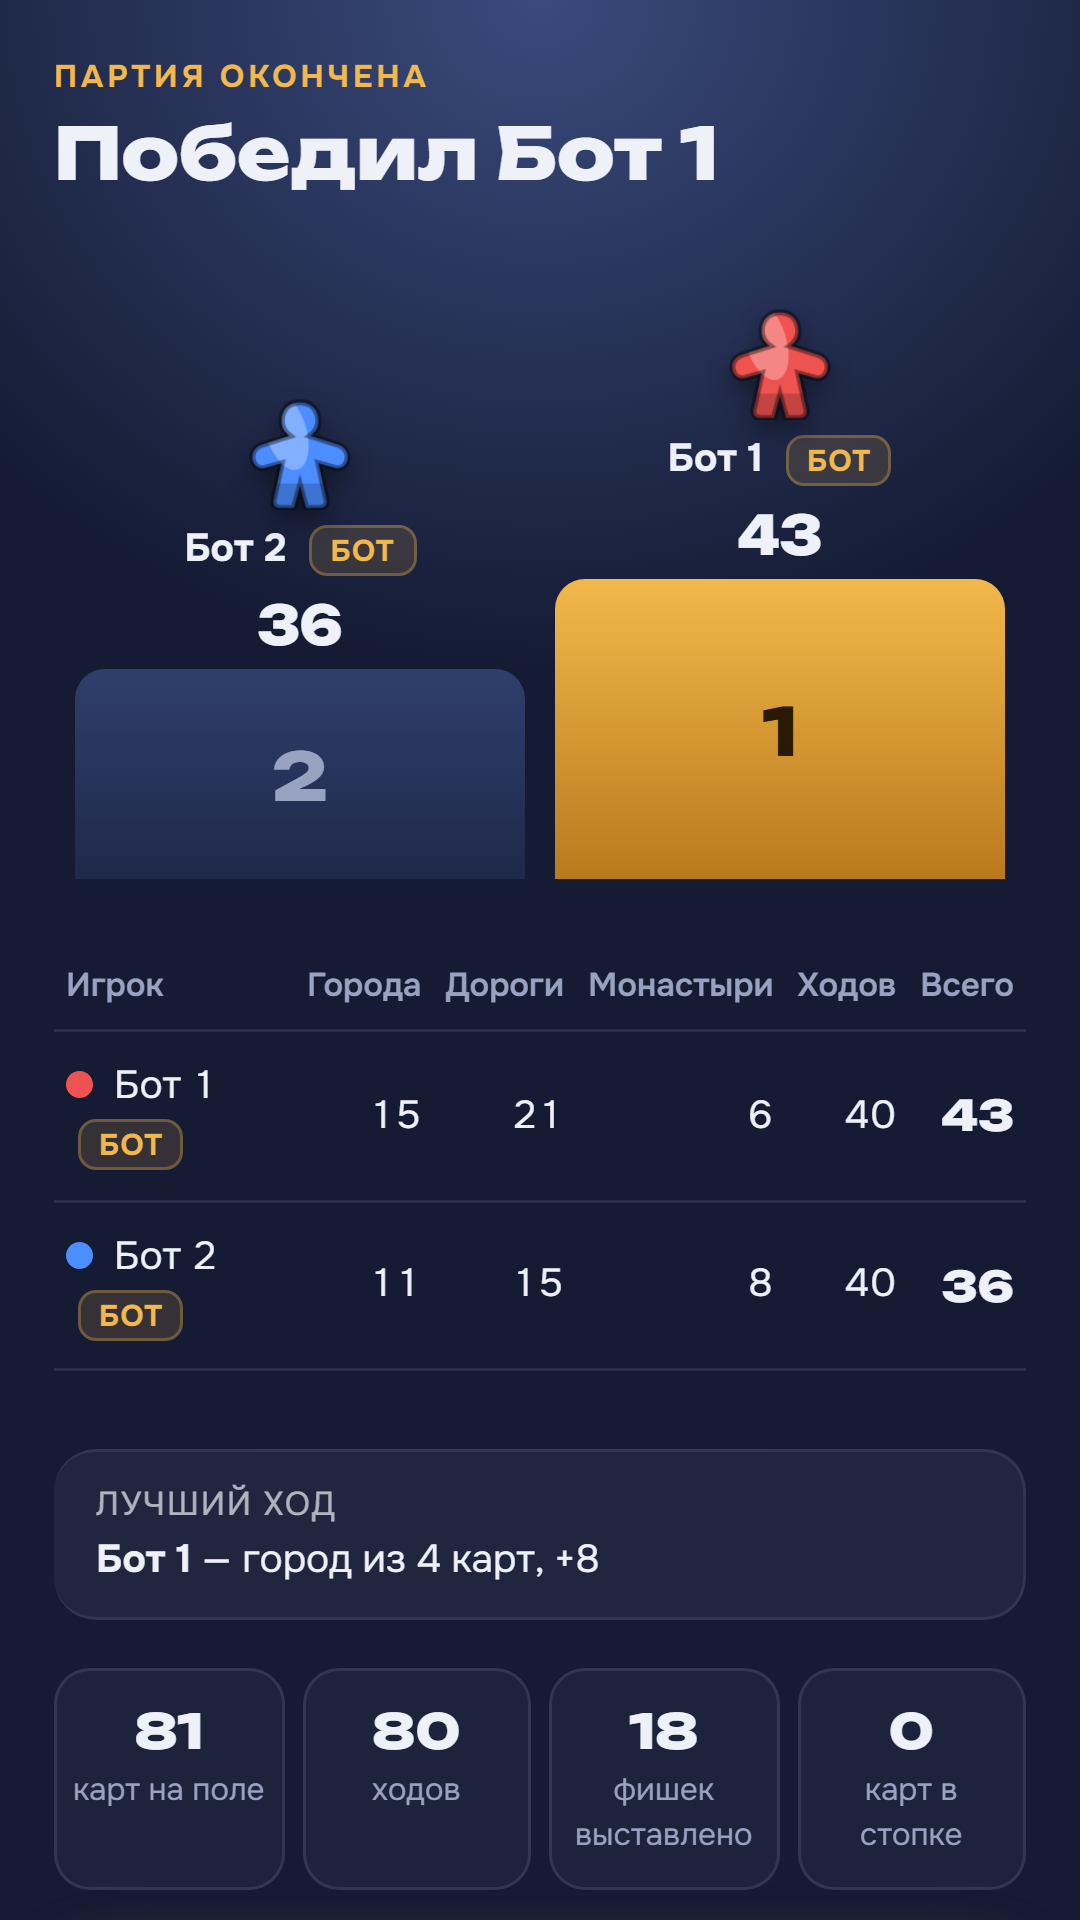 ПАРТИЯ ОКОНЧЕНА
Победил Бот 1
Бот 1 БОТ
43
Бот 2 БОТ
36
1
2
Игрок Города Дороги Монастыри Ходов Всего
Бот 1 15 21 6 40 43
БОТ
Бот 2 11 15 8 40 36
БОТ
ЛУЧШИЙ ХОД
Бот 1 — город из 4 карт, +8
81 80 18 0
карт на поле ходов фишек карт в
выставлено стопке